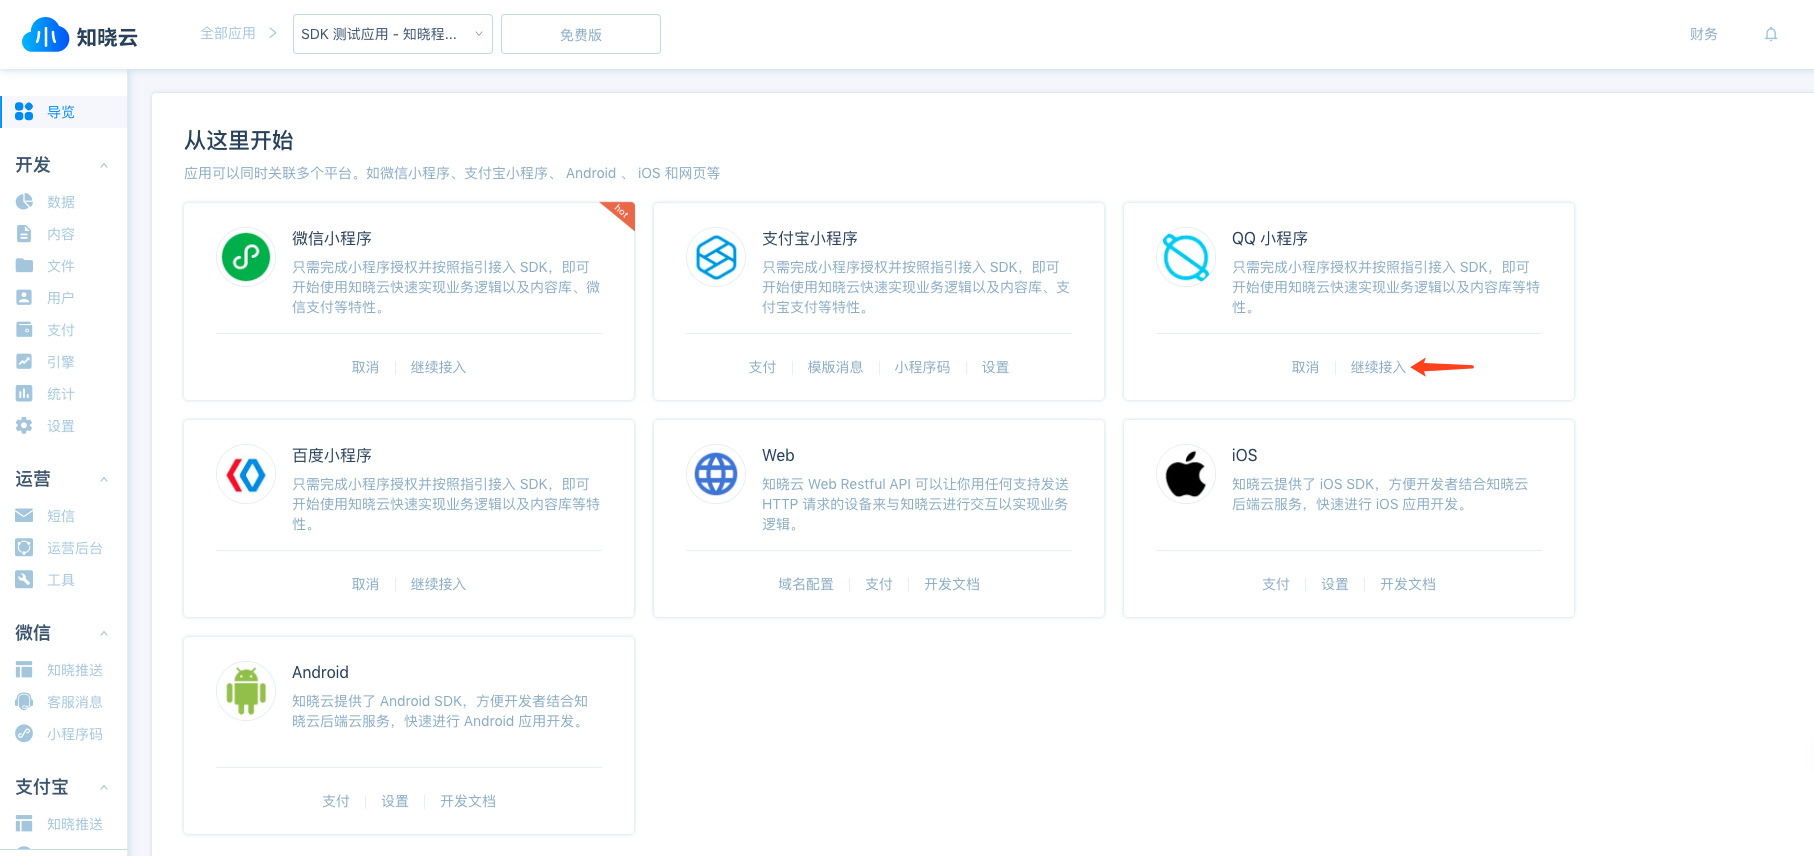 知晓云
全部应用
SDK 测试应用 - 知晓程...
免费版
财务
导览
开发
数据
内容
文件
用户
支付
引擎
统计
设置
运营
短信
运营后台
工具
微信
知晓推送
客服消息
小程序码
支付宝
知晓推送
从这里开始
应用可以同时关联多个平台。如微信小程序、支付宝小程序、 Android 、 iOS 和网页等
hot
微信小程序
只需完成小程序授权并按照指引接入 SDK，即可
开始使用知晓云快速实现业务逻辑以及内容库、微
信支付等特性。
取消
继续接入
支付宝小程序
只需完成小程序授权并按照指引接入 SDK，即可
开始使用知晓云快速实现业务逻辑以及内容库、支
付宝支付等特性。
支付
模版消息
小程序码
设置
QQ 小程序
只需完成小程序授权并按照指引接入 SDK，即可
开始使用知晓云快速实现业务逻辑以及内容库等特
性。
取消
继续接入
百度小程序
只需完成小程序授权并按照指引接入 SDK，即可
开始使用知晓云快速实现业务逻辑以及内容库等特
性。
取消
继续接入
Web
知晓云 Web Restful API 可以让你用任何支持发送
HTTP 请求的设备来与知晓云进行交互以实现业务
逻辑。
域名配置
支付
开发文档
iOS
知晓云提供了 iOS SDK，方便开发者结合知晓云
后端云服务，快速进行 iOS 应用开发。
支付
设置
开发文档
Android
知晓云提供了 Android SDK，方便开发者结合知
晓云后端云服务，快速进行 Android 应用开发。
支付
设置
开发文档